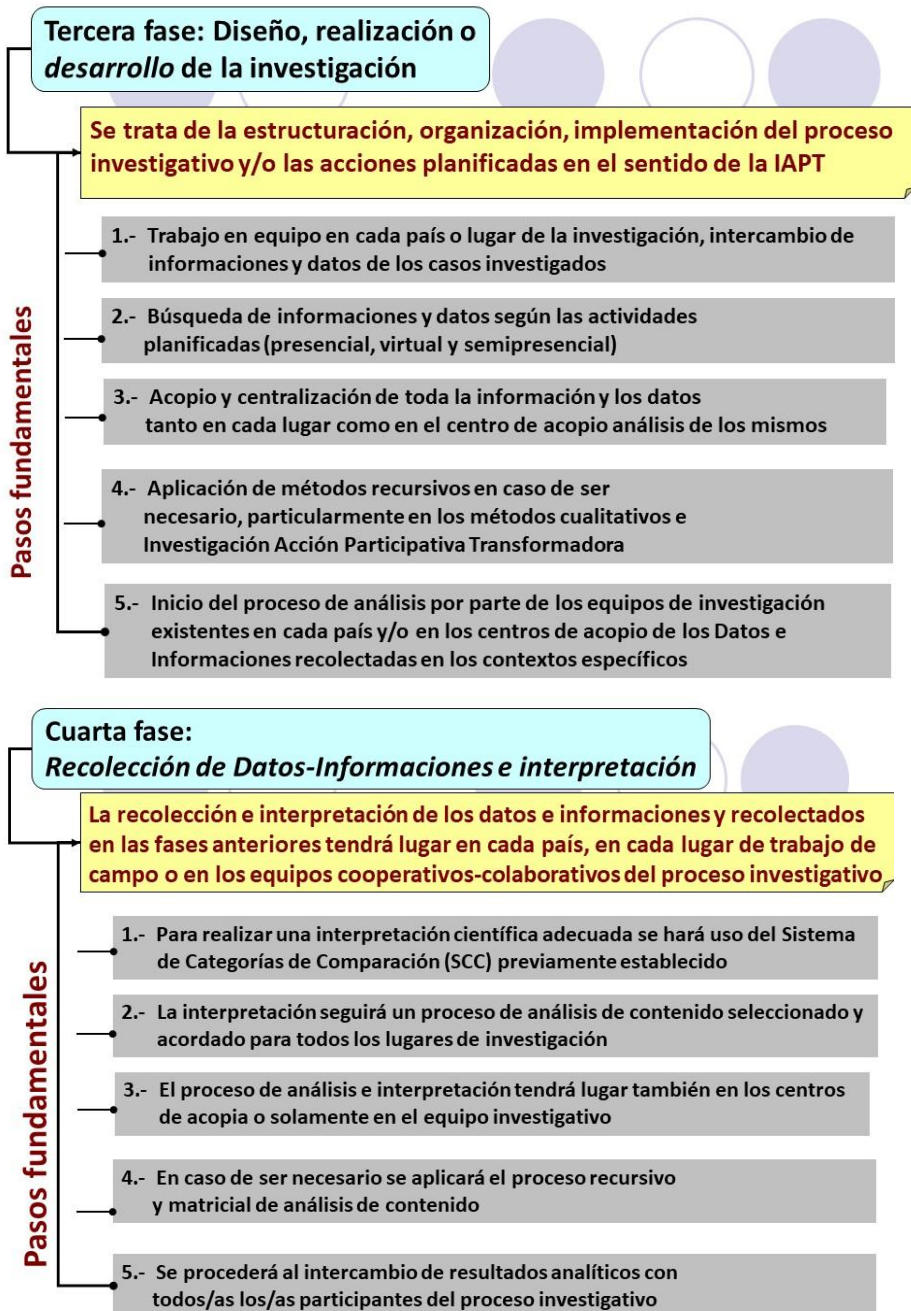 Tercera fase: Diseño, realización o
desarrollo de la investigación
Se trata de la estructuración, organización, implementación del proceso
investigativo y/o las acciones planificadas en el sentido de la IAPT
Pasos fundamentales
1.- Trabajo en equipo en cada país o lugar de la investigación, intercambio de
informaciones y datos de los casos investigados
2.- Búsqueda de informaciones y datos según las actividades
planificadas (presencial, virtual y semipresencial)
3.- Acopio y centralización de toda la información y los datos
tanto en cada lugar como en el centro de acopio análisis de los mismos
4.- Aplicación de métodos recursivos en caso de ser
necesario, particularmente en los métodos cualitativos e
Investigación Acción Participativa Transformadora
5.- Inicio del proceso de análisis por parte de los equipos de investigación
existentes en cada país y/o en los centros de acopio de los Datos e
Informaciones recolectadas en los contextos específicos
Cuarta fase:
Recolección de Datos-Informaciones e interpretación
La recolección e interpretación de los datos e informaciones y recolectados
en las fases anteriores tendrá lugar en cada país, en cada lugar de trabajo de
campo o en los equipos cooperativos-colaborativos del proceso investigativo
Pasos fundamentales
1.- Para realizar una interpretación científica adecuada se hará uso del Sistema
de Categorías de Comparación (SCC) previamente establecido
2.- La interpretación seguirá un proceso de análisis de contenido seleccionado y
acordado para todos los lugares de investigación
3.- El proceso de análisis e interpretación tendrá lugar también en los centros
de acopia o solamente en el equipo investigativo
4.- En caso de ser necesario se aplicará el proceso recursivo
y matricial de análisis de contenido
5.- Se procederá al intercambio de resultados analíticos con
todos/as los/as participantes del proceso investigativo